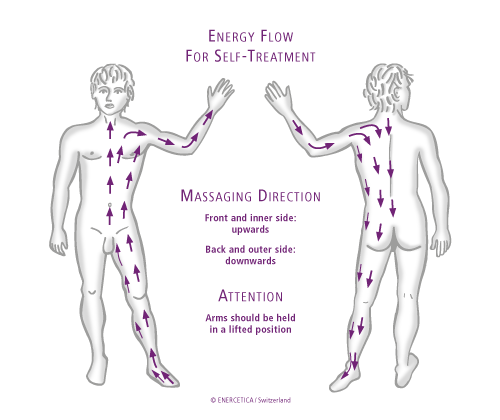 Energy Flow
For Self-Treatment
Massaging Direction
Front and inner side:
upwards
Back and outer side:
downwards
Attention
Arms should be held
in a lifted position
© ENERCETICA / Switzerland